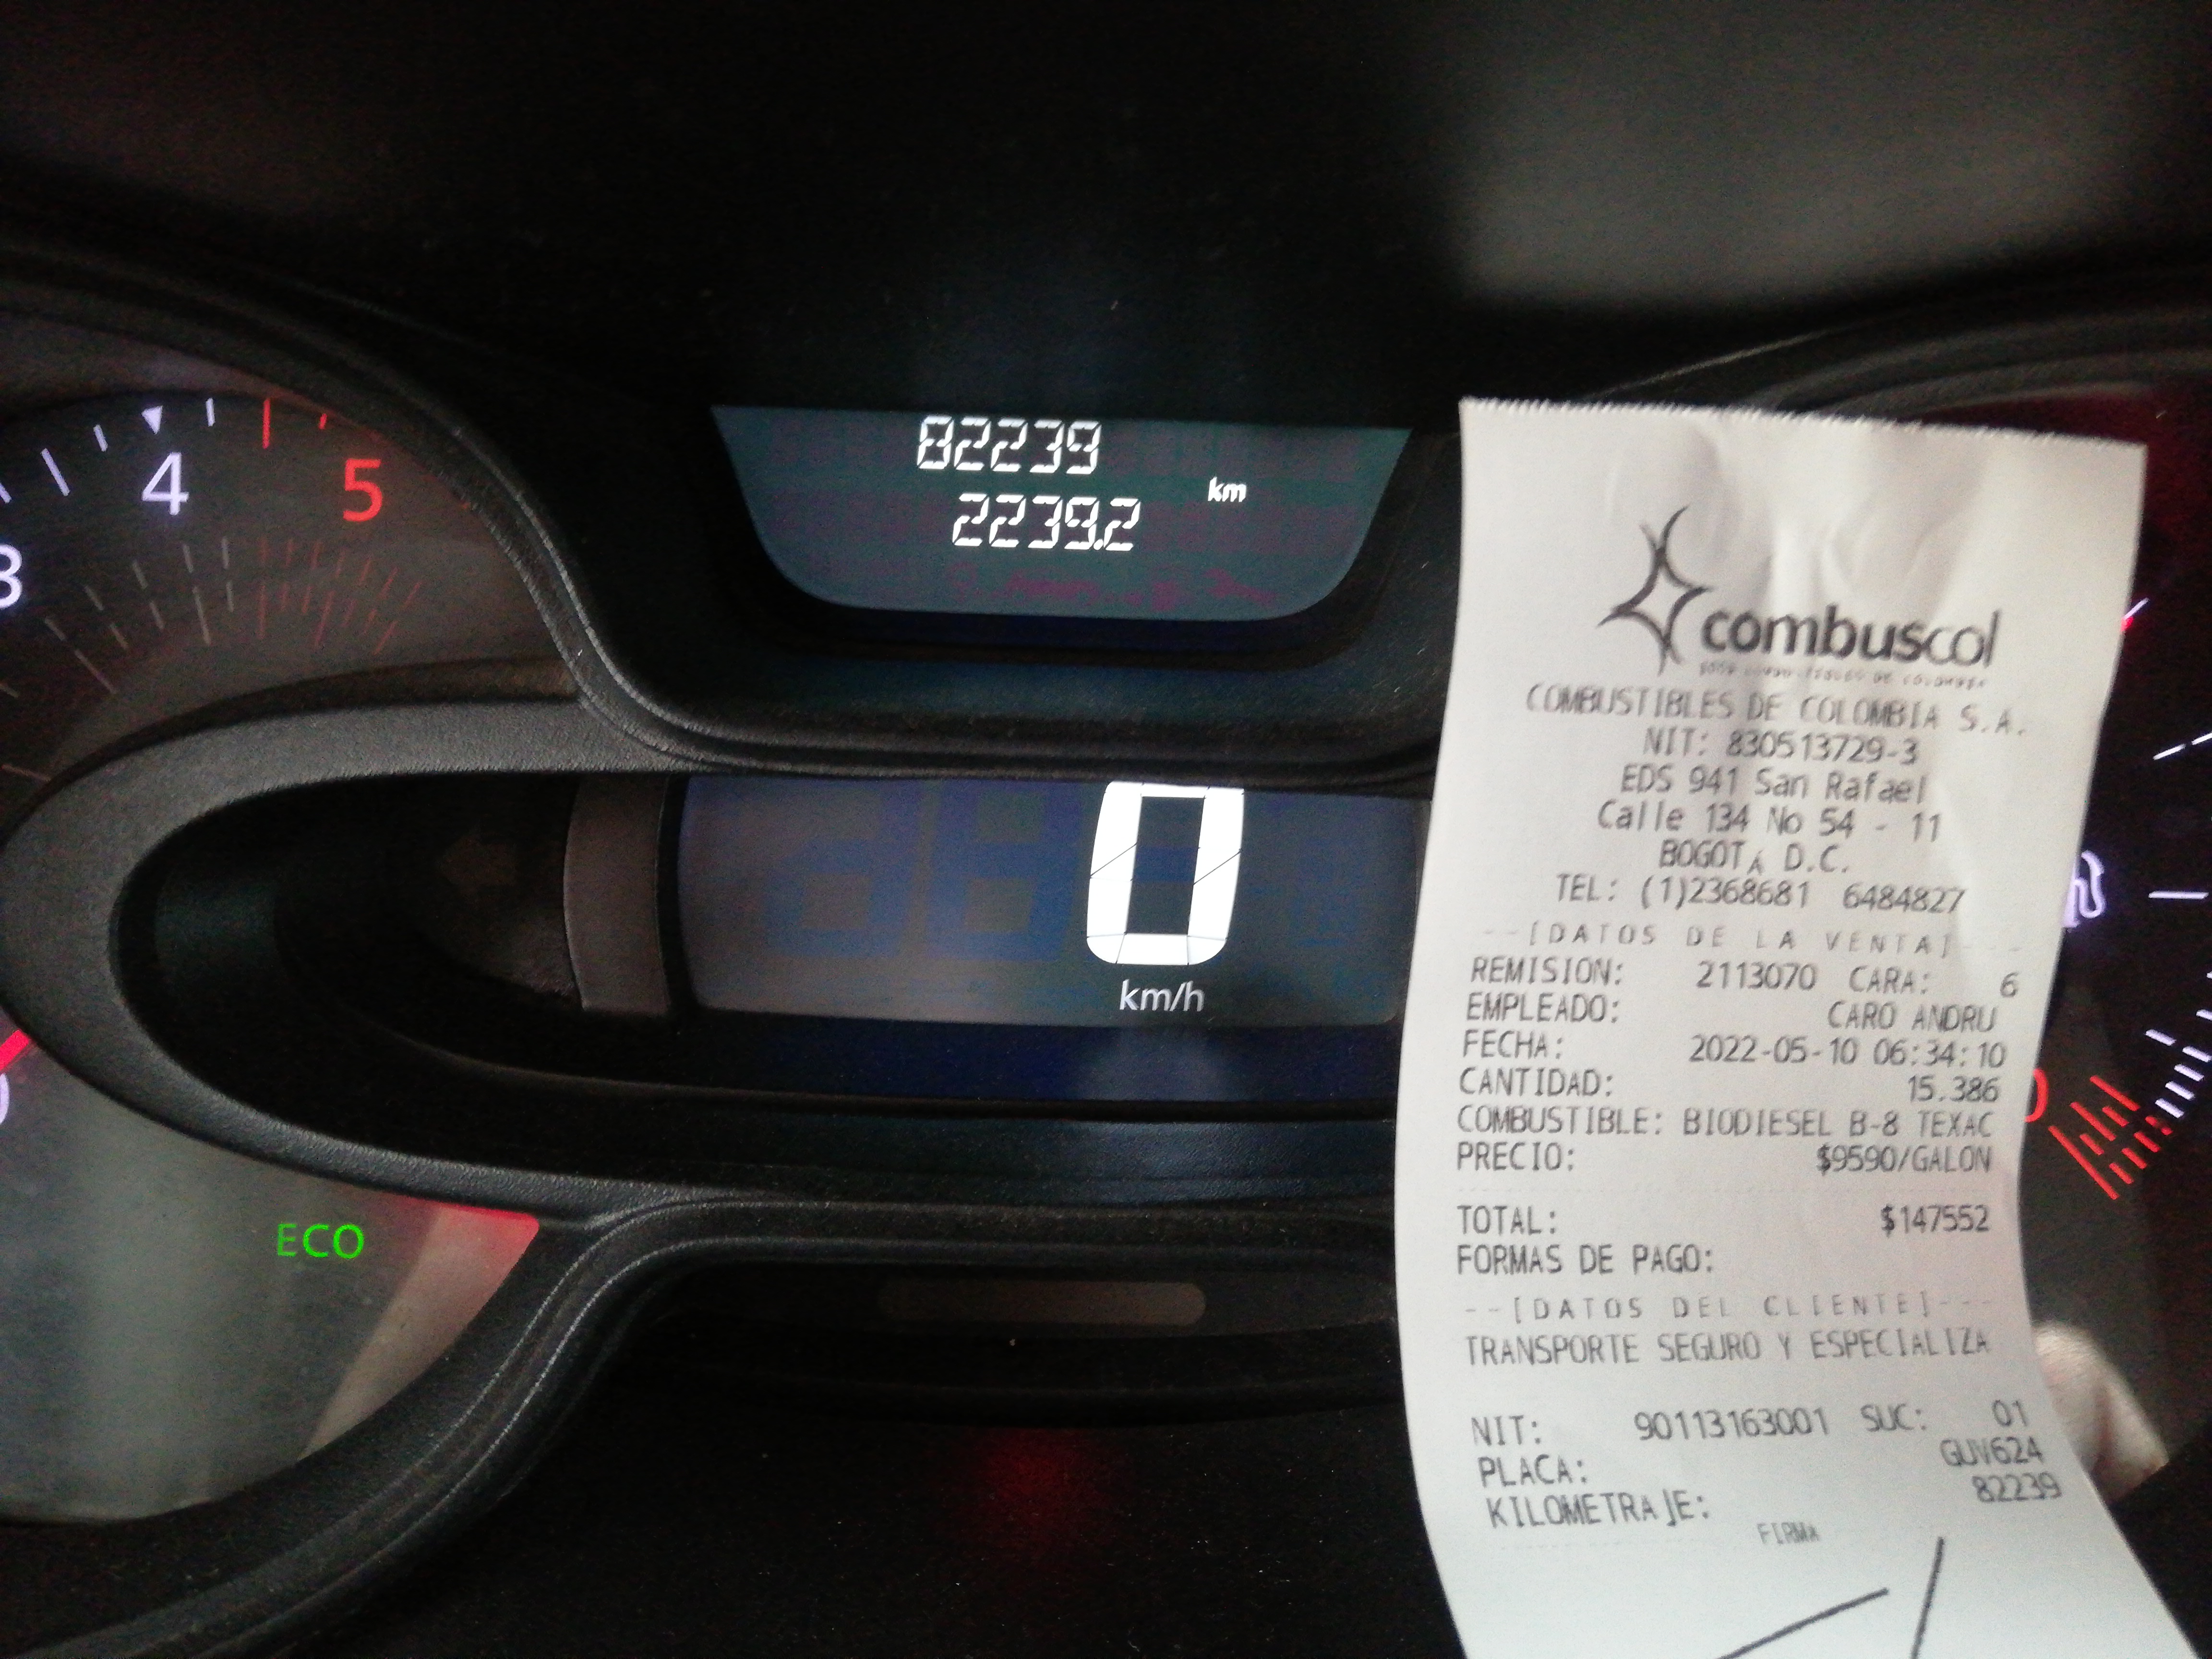 82239
km
2239.2
3
4
5
0
km/h
ECO
combuscol
COMBUSTIBLES DE COLOMBIA S.A.
NIT: 830513729-3
EDS 941 San Rafael
Calle 134 No 54 - 11
BOGOTÁ D.C.
TEL: (1)2368681 6484827
--[DATOS DE LA VENTA]---
REMISION: 2113070 CARA: 6
EMPLEADO: CARO ANDRU
FECHA: 2022-05-10 06:34:10
CANTIDAD: 15.386
COMBUSTIBLE: BIODIESEL B-8 TEXAC
PRECIO: $9590/GALON
TOTAL: $147552
FORMAS DE PAGO:
--[DATOS DEL CLIENTE]---
TRANSPORTE SEGURO Y ESPECIALIZA
NIT: 90113163001 SUC: 01
PLACA: GUV624
KILOMETRAJE: 82239
FIRMA